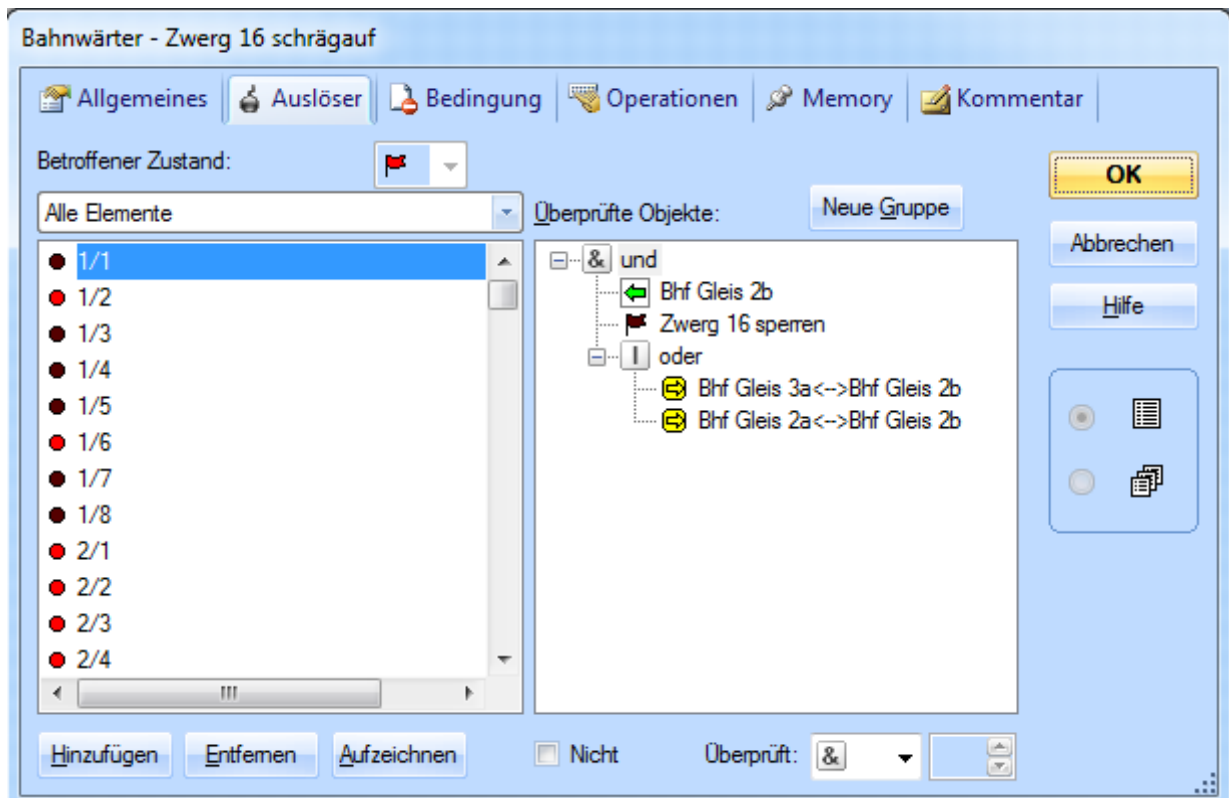 Bahnwärter - Zwerg 16 schrägauf
Allgemeines Auslöser Bedingung Operationen Memory Kommentar
Betroffener Zustand:
OK
Alle Elemente
Überprüfte Objekte:
Neue Gruppe
Abbrechen
Hilfe
1/1
1/2
1/3
1/4
1/5
1/6
1/7
1/8
2/1
2/2
2/3
2/4
& und
Bhf Gleis 2b
Zwerg 16 sperren
| oder
Bhf Gleis 3a<-->Bhf Gleis 2b
Bhf Gleis 2a<-->Bhf Gleis 2b
Hinzufügen Entfernen Aufzeichnen Nicht Überprüft: &